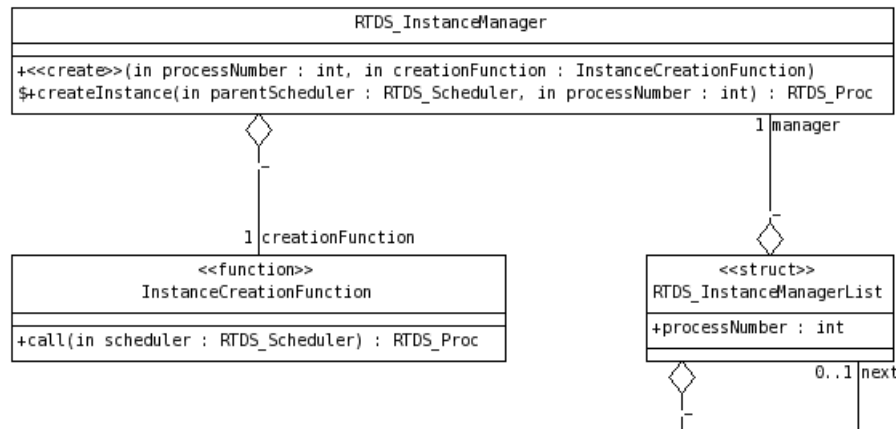 RTDS_InstanceManager
+<<create>>(in processNumber : int, in creationFunction : InstanceCreationFunction)
$+createInstance(in parentScheduler : RTDS_Scheduler, in processNumber : int) : RTDS_Proc
1 manager
1 creationFunction
<<function>>
InstanceCreationFunction
+call(in scheduler : RTDS_Scheduler) : RTDS_Proc
<<struct>>
RTDS_InstanceManagerList
+processNumber : int
0..1 next